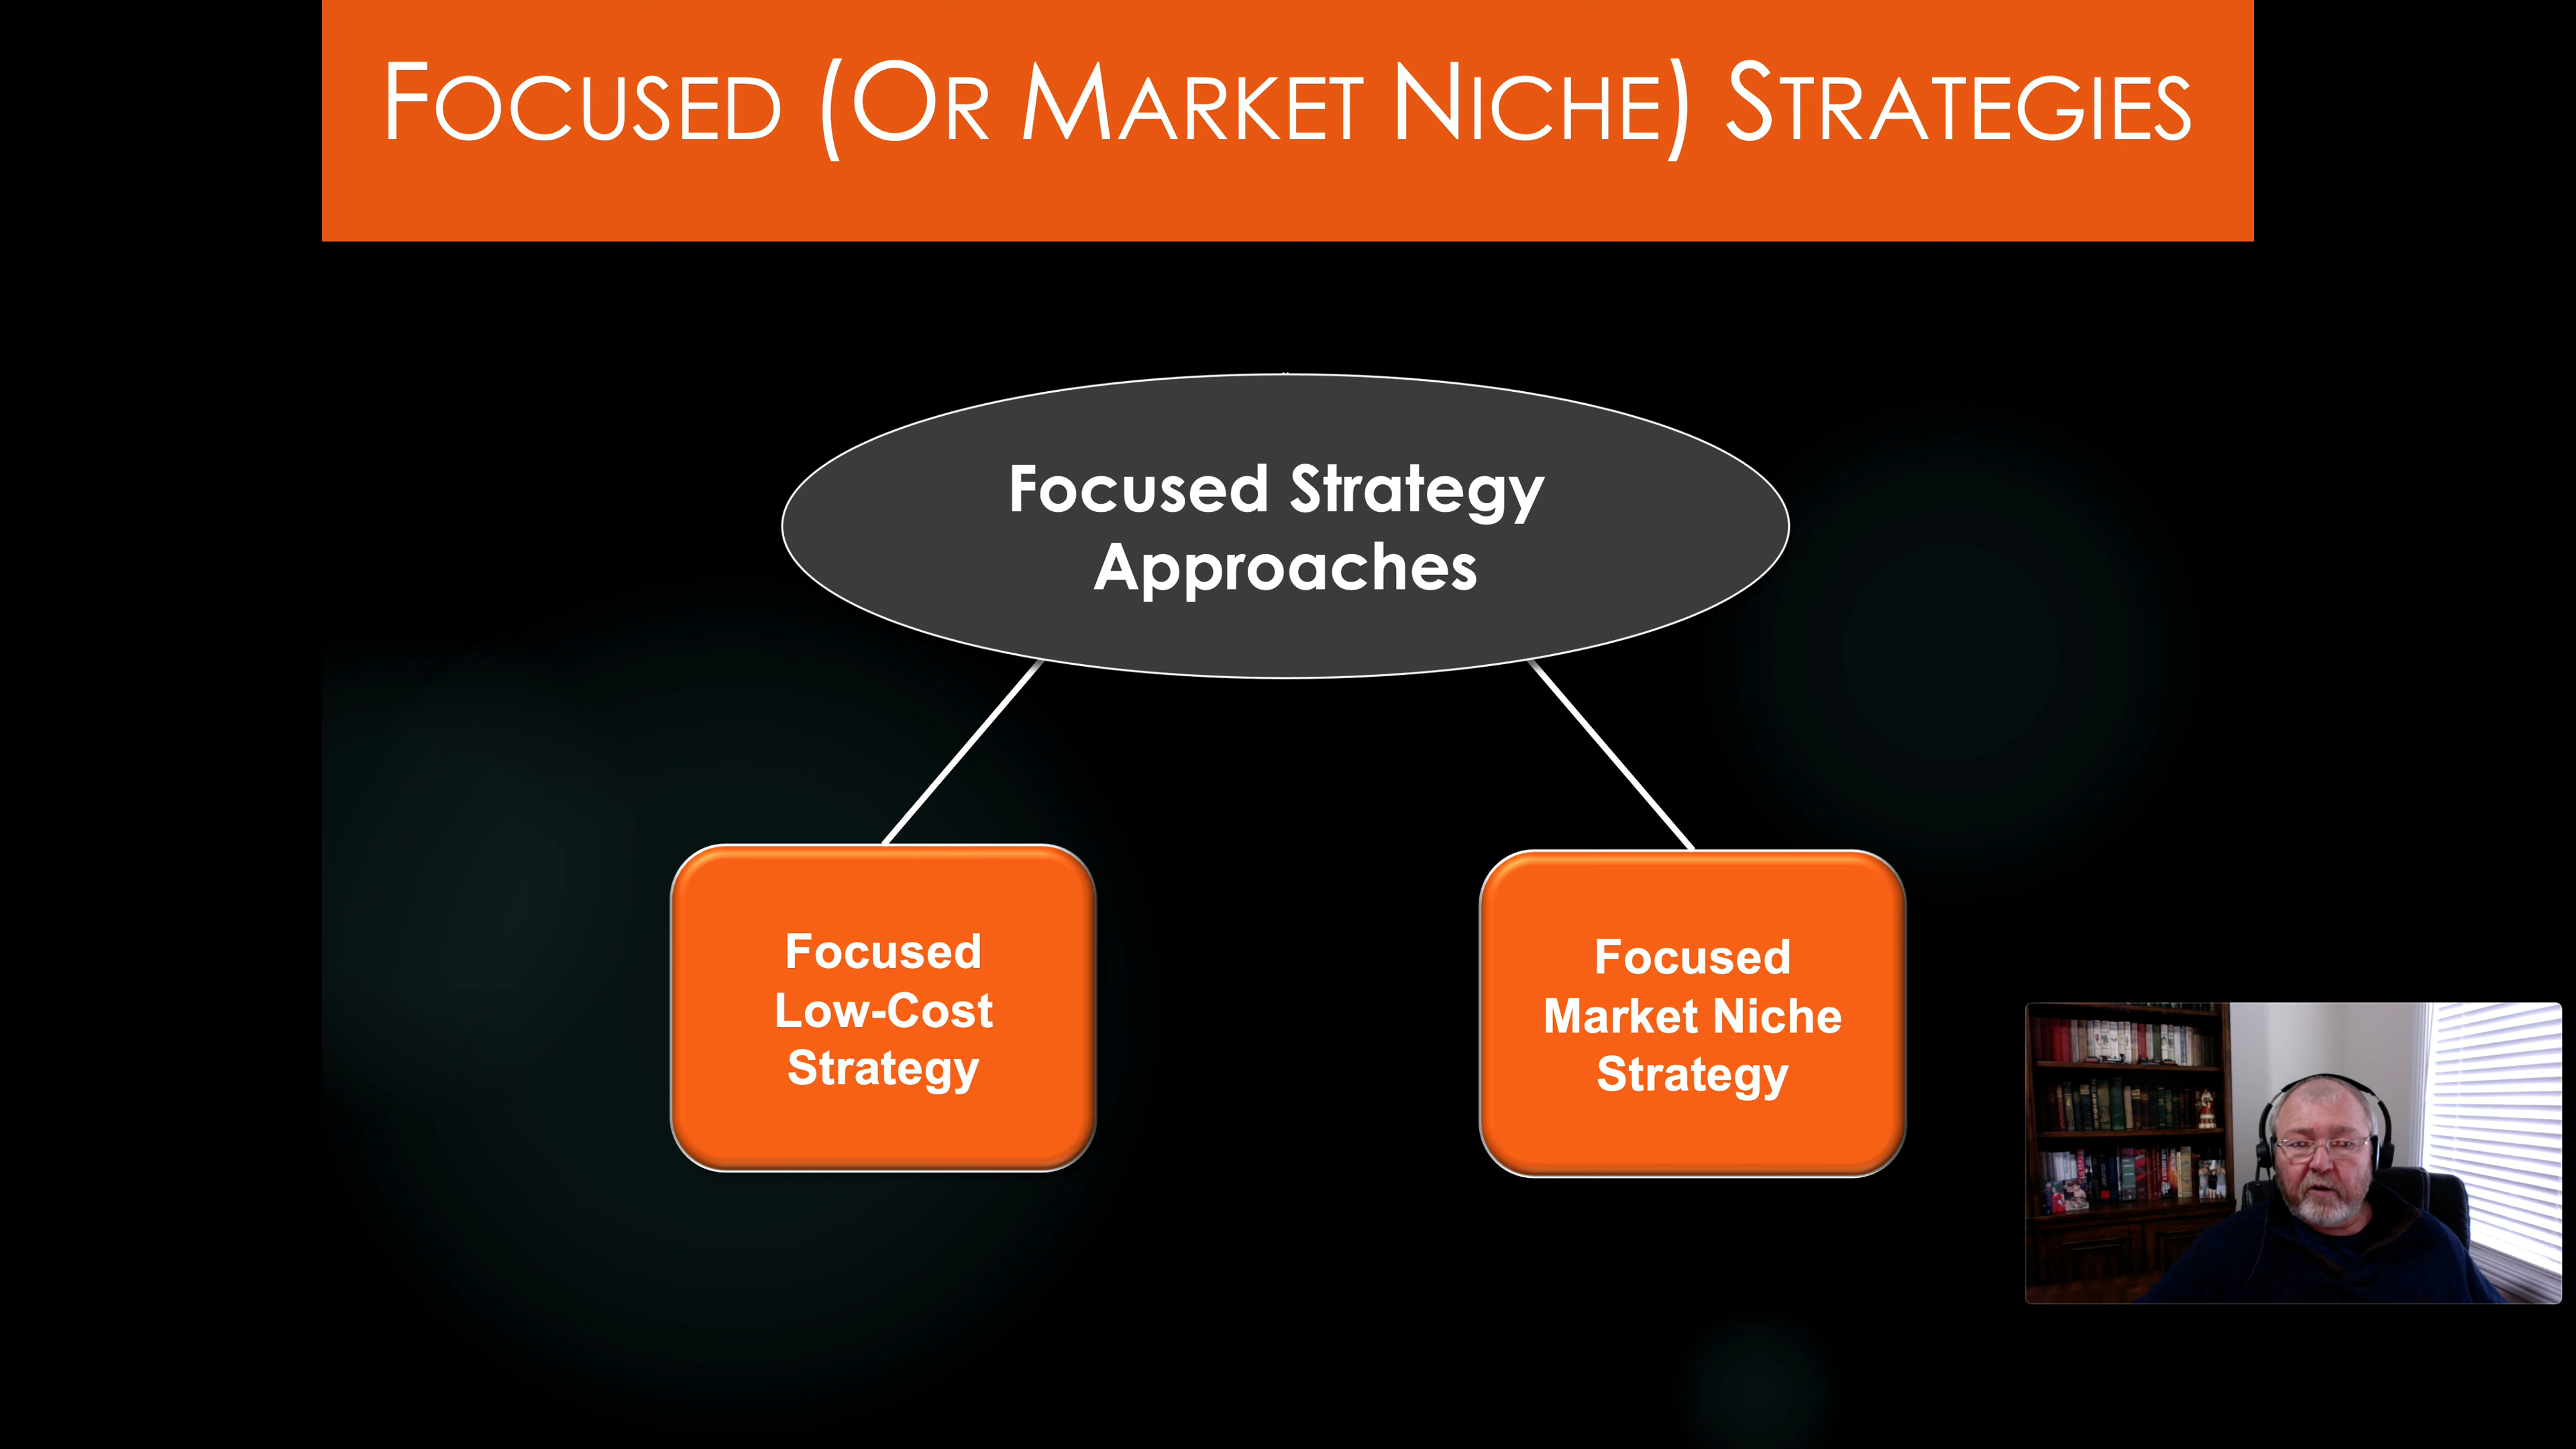 Focused (Or Market Niche) Strategies
Focused Strategy
Approaches
Focused
Low-Cost
Strategy
Focused
Market Niche
Strategy